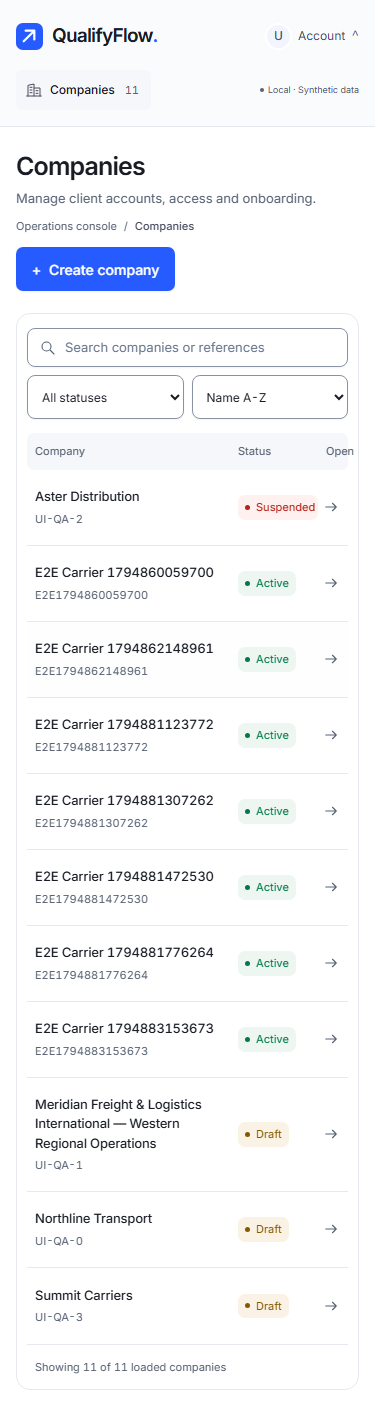 QualifyFlow.
U Account ^
Companies 11
Local · Synthetic data
Companies
Manage client accounts, access and onboarding.
Operations console / Companies
+ Create company
Search companies or references
All statuses
Name A-Z
Company Status Open
Aster Distribution
UI-QA-2
Suspended
E2E Carrier 1794860059700
E2E1794860059700
Active
E2E Carrier 1794862148961
E2E1794862148961
Active
E2E Carrier 1794881123772
E2E1794881123772
Active
E2E Carrier 1794881307262
E2E1794881307262
Active
E2E Carrier 1794881472530
E2E1794881472530
Active
E2E Carrier 1794881776264
E2E1794881776264
Active
E2E Carrier 1794883153673
E2E1794883153673
Active
Meridian Freight & Logistics
International — Western
Regional Operations
UI-QA-1
Draft
Northline Transport
UI-QA-0
Draft
Summit Carriers
UI-QA-3
Draft
Showing 11 of 11 loaded companies